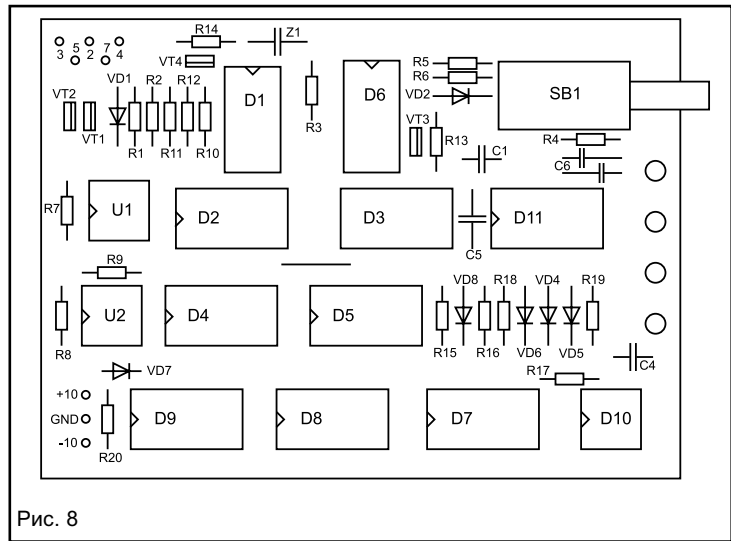 R14 Z1
5 7
3 2 4
VT4
R5
R6
VD1 R2 R12
D1 D6 SB1
VT2 VD2
R3
VT1 VT3 R13 R4
R1 R11 R10 C1 C6
R7 U1 D2 D3 D11
C5
R9
VD8 R18 VD4 R19
U2 D4 D5
R8 R15 R16 VD6 VD5
C4
VD7 R17
+10
GND D9 D8 D7 D10
-10
R20
Рис. 8